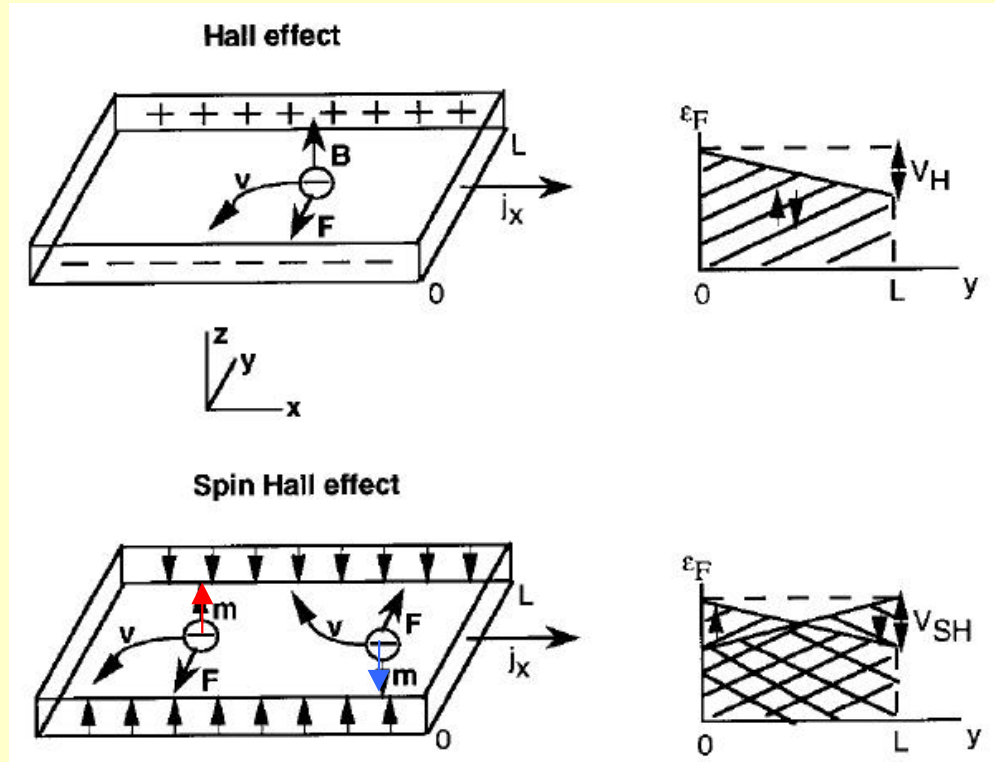 Hall effect
+ + + + + + + +
B
v
F
L
j_x
0
− − − − − − − −
ε_F
V_H
0
L
y
z
y
x
Spin Hall effect
m
v
F
F
m
L
j_x
0
ε_F
V_SH
0
L
y